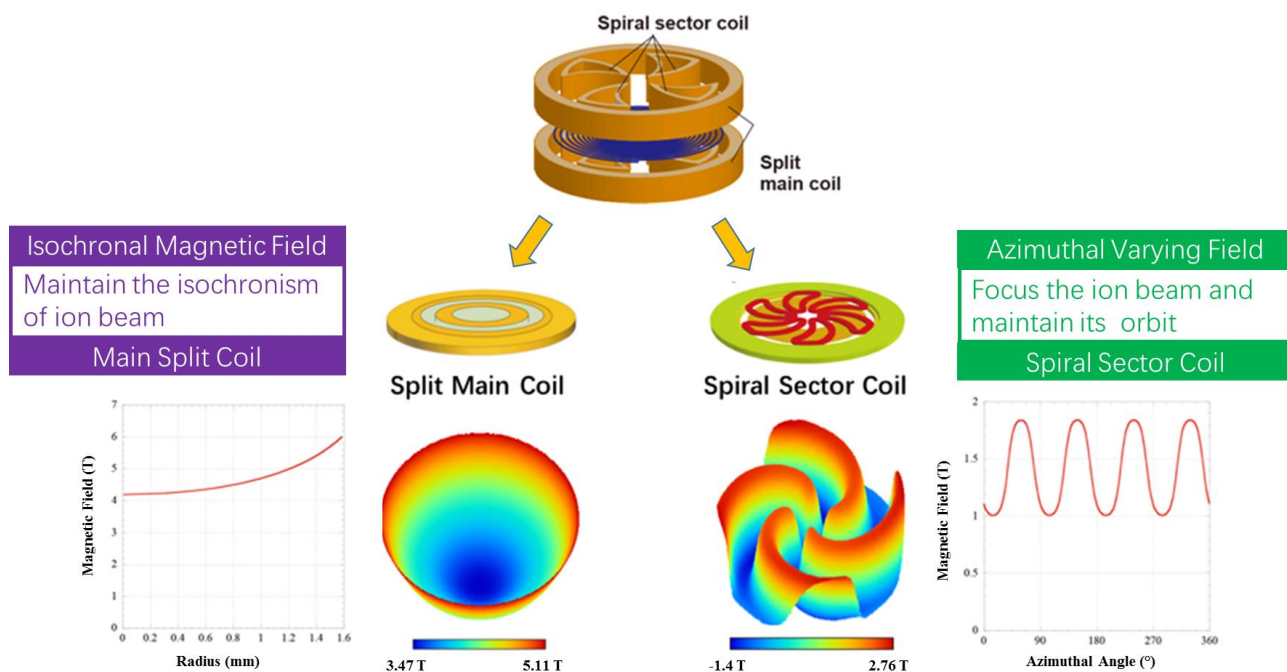 Spiral sector coil
Split
main coil
Isochronal Magnetic Field
Maintain the isochronism
of ion beam
Main Split Coil
Azimuthal Varying Field
Focus the ion beam and
maintain its orbit
Spiral Sector Coil
Split Main Coil
Spiral Sector Coil
Magnetic Field (T)
7
6
5
4
3
2
1
0
0 0.2 0.4 0.6 0.8 1 1.2 1.4 1.6
Radius (mm)
3.47 T 5.11 T
-1.4 T 2.76 T
Magnetic Field (T)
2
1.5
1
0.5
0
0 90 180 270 360
Azimuthal Angle (°)